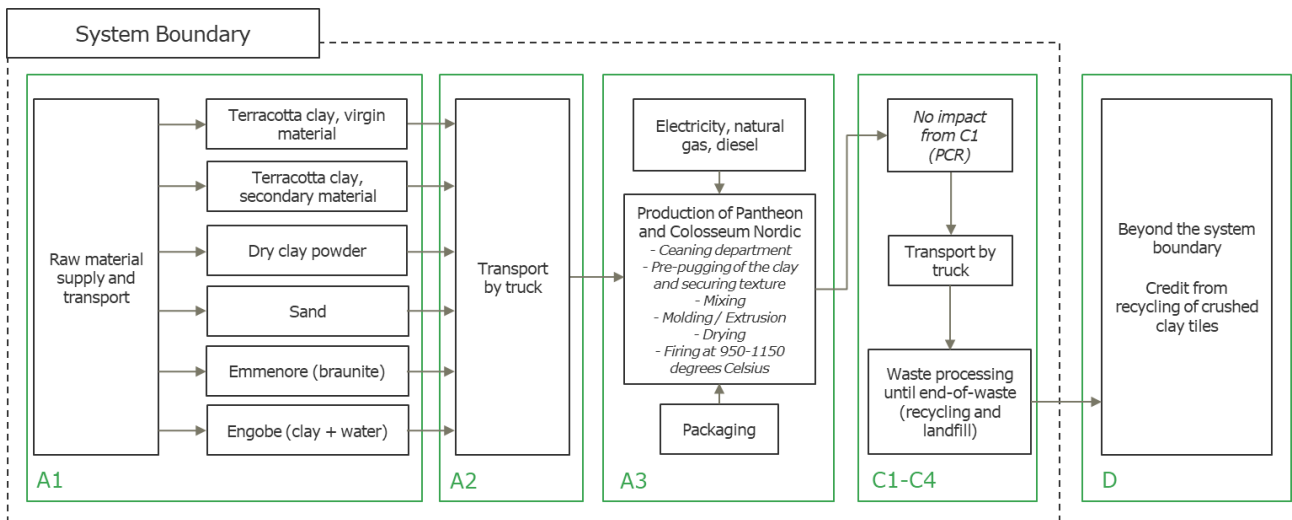 System Boundary
Raw material
supply and
transport
Terracotta clay, virgin
material
Terracotta clay,
secondary material
Dry clay powder
Sand
Emmenore (braunite)
Engobe (clay + water)
A1
Transport
by truck
A2
Electricity, natural
gas, diesel
Production of Pantheon
and Colosseum Nordic
- Ceaning department
- Pre-pugging of the clay
and securing texture
- Mixing
- Molding / Extrusion
- Drying
- Firing at 950-1150
degrees Celsius
Packaging
A3
No impact
from C1
(PCR)
Transport by
truck
Waste processing
until end-of-waste
(recycling and
landfill)
C1-C4
Beyond the system
boundary
Credit from
recycling of crushed
clay tiles
D